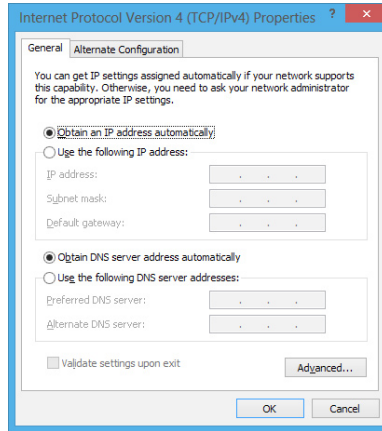 Internet Protocol Version 4 (TCP/IPv4) Properties ? ×
General Alternate Configuration
You can get IP settings assigned automatically if your network supports
this capability. Otherwise, you need to ask your network administrator
for the appropriate IP settings.
Obtain an IP address automatically
Use the following IP address:
IP address: . . .
Subnet mask: . . .
Default gateway: . . .
Obtain DNS server address automatically
Use the following DNS server addresses:
Preferred DNS server: . . .
Alternate DNS server: . . .
Validate settings upon exit
Advanced...
OK Cancel